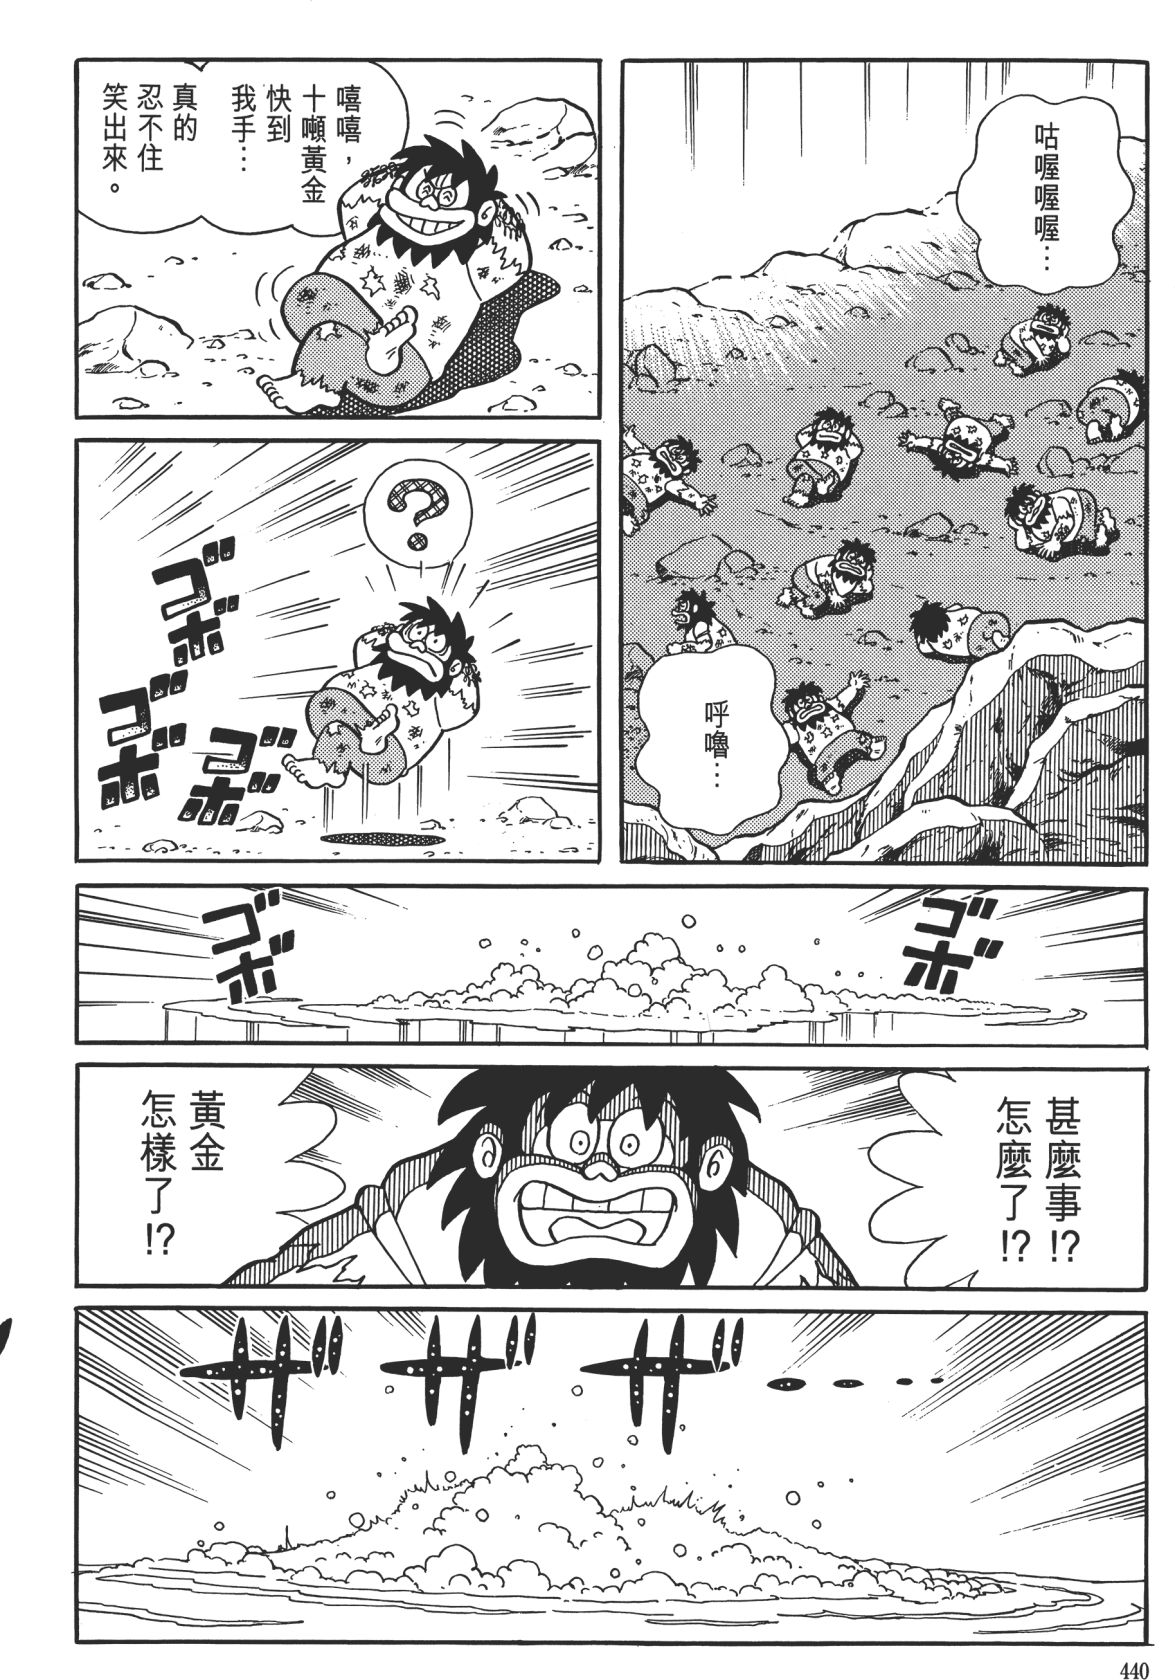 咕喔喔喔…
呼嚕…
嘻嘻，
十噸黃金
快到
我手…
真的
忍不住
笑出來。
?
ゴボ
ゴボ
ゴボ
ゴボ
ゴボ
甚麼事!?
怎麼了!?
黃金
怎樣了!?
ザザザ・・・・
440